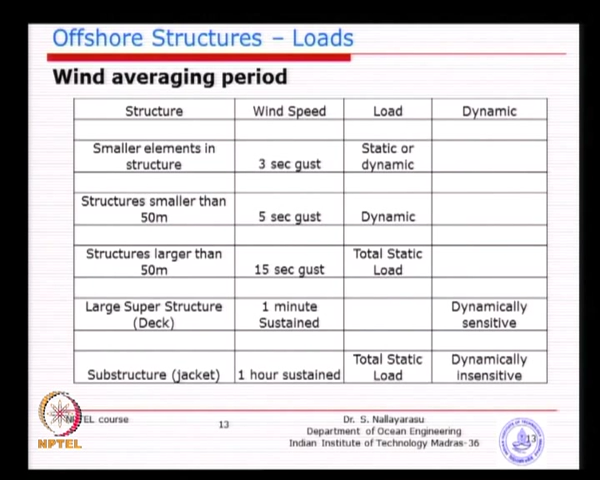 Offshore Structures – Loads
Wind averaging period
Structure Wind Speed Load Dynamic
Smaller elements in structure 3 sec gust Static or dynamic
Structures smaller than 50m 5 sec gust Dynamic
Structures larger than 50m 15 sec gust Total Static Load
Large Super Structure (Deck) 1 minute Sustained Dynamically sensitive
Substructure (jacket) 1 hour sustained Total Static Load Dynamically insensitive
NPTEL course
NPTEL
13
Dr. S. Nallayarasu
Department of Ocean Engineering
Indian Institute of Technology Madras-36
13